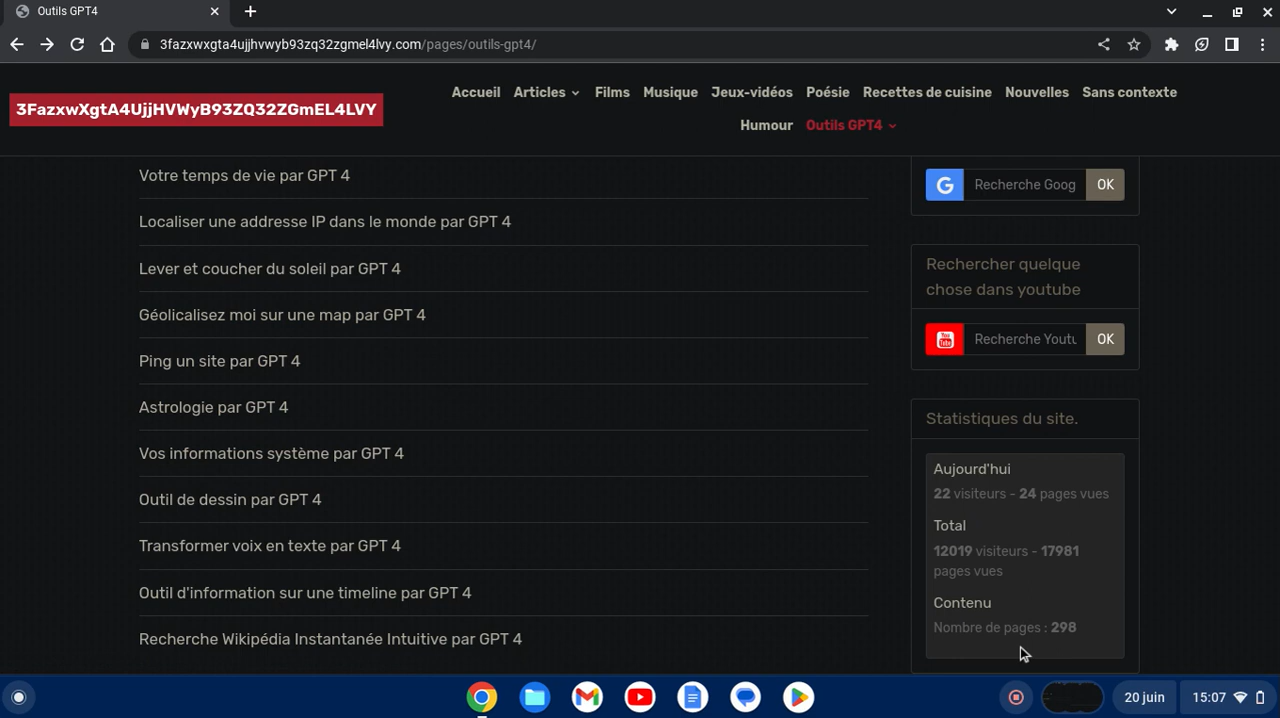 Outils GPT4
3fazxwxgta4ujjhvwyb93zq32zgmel4lvy.com/pages/outils-gpt4/
3FazxwXgtA4UjjHVWyB93ZQ32ZGmEL4LVY
Accueil Articles Films Musique Jeux-vidéos Poésie Recettes de cuisine Nouvelles Sans contexte
Humour Outils GPT4
Votre temps de vie par GPT 4
Localiser une addresse IP dans le monde par GPT 4
Lever et coucher du soleil par GPT 4
Géolicalisez moi sur une map par GPT 4
Ping un site par GPT 4
Astrologie par GPT 4
Vos informations système par GPT 4
Outil de dessin par GPT 4
Transformer voix en texte par GPT 4
Outil d'information sur une timeline par GPT 4
Recherche Wikipédia Instantanée Intuitive par GPT 4
G Recherche Goog OK
Rechercher quelque
chose dans youtube
You Tube Recherche Youtu OK
Statistiques du site.
Aujourd'hui
22 visiteurs - 24 pages vues
Total
12019 visiteurs - 17981
pages vues
Contenu
Nombre de pages : 298
20 juin 15:07